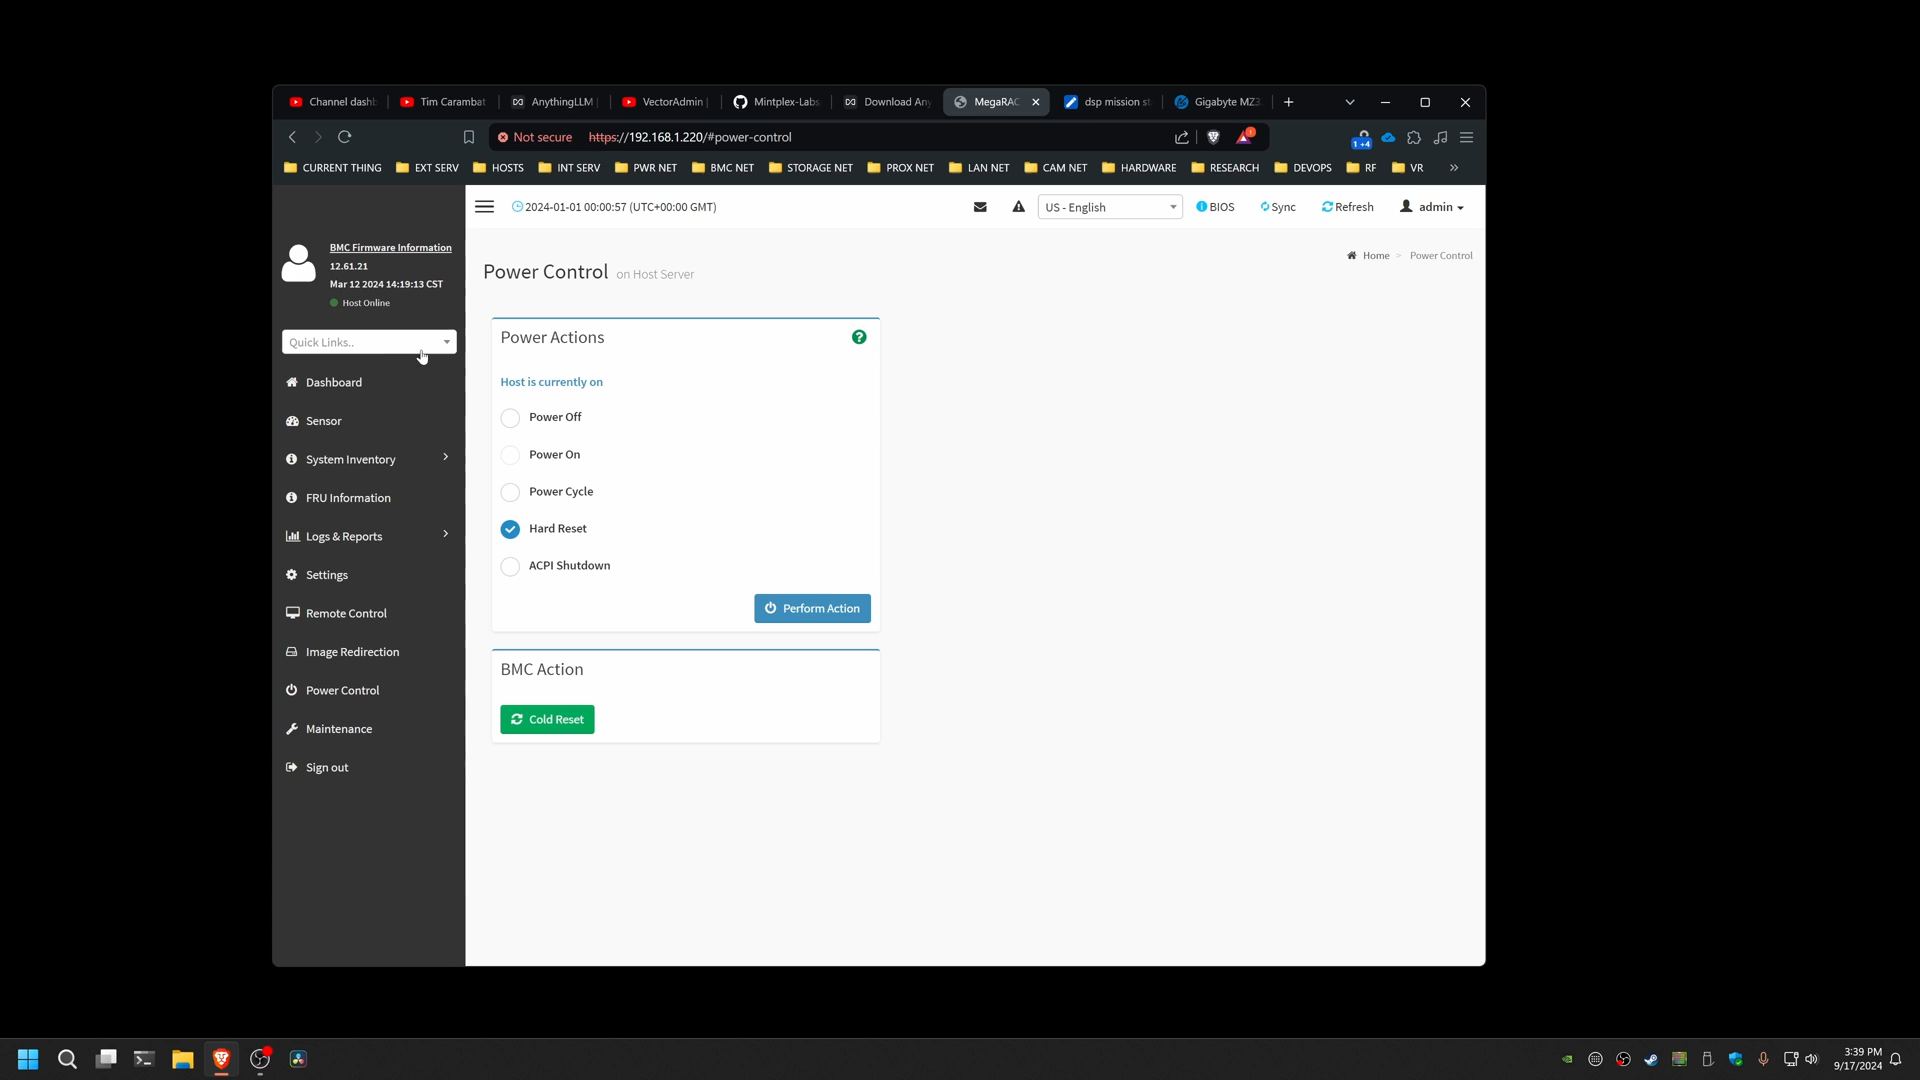 Channel dashb
Tim Carambat
AnythingLLM
VectorAdmin
Mintplex-Labs
Download Any
MegaRAC
dsp mission st
Gigabyte MZ3
Not secure https://192.168.1.220/#power-control
1 +4
CURRENT THING EXT SERV HOSTS INT SERV PWR NET BMC NET STORAGE NET PROX NET LAN NET CAM NET HARDWARE RESEARCH DEVOPS RF VR »
2024-01-01 00:00:57 (UTC+00:00 GMT)
US - English
BIOS
Sync
Refresh
admin
BMC Firmware Information
12.61.21
Mar 12 2024 14:19:13 CST
Host Online
Quick Links..
Dashboard
Sensor
System Inventory
FRU Information
Logs & Reports
Settings
Remote Control
Image Redirection
Power Control
Maintenance
Sign out
Power Control on Host Server
Home > Power Control
Power Actions
Host is currently on
Power Off
Power On
Power Cycle
Hard Reset
ACPI Shutdown
Perform Action
BMC Action
Cold Reset
3:39 PM
9/17/2024